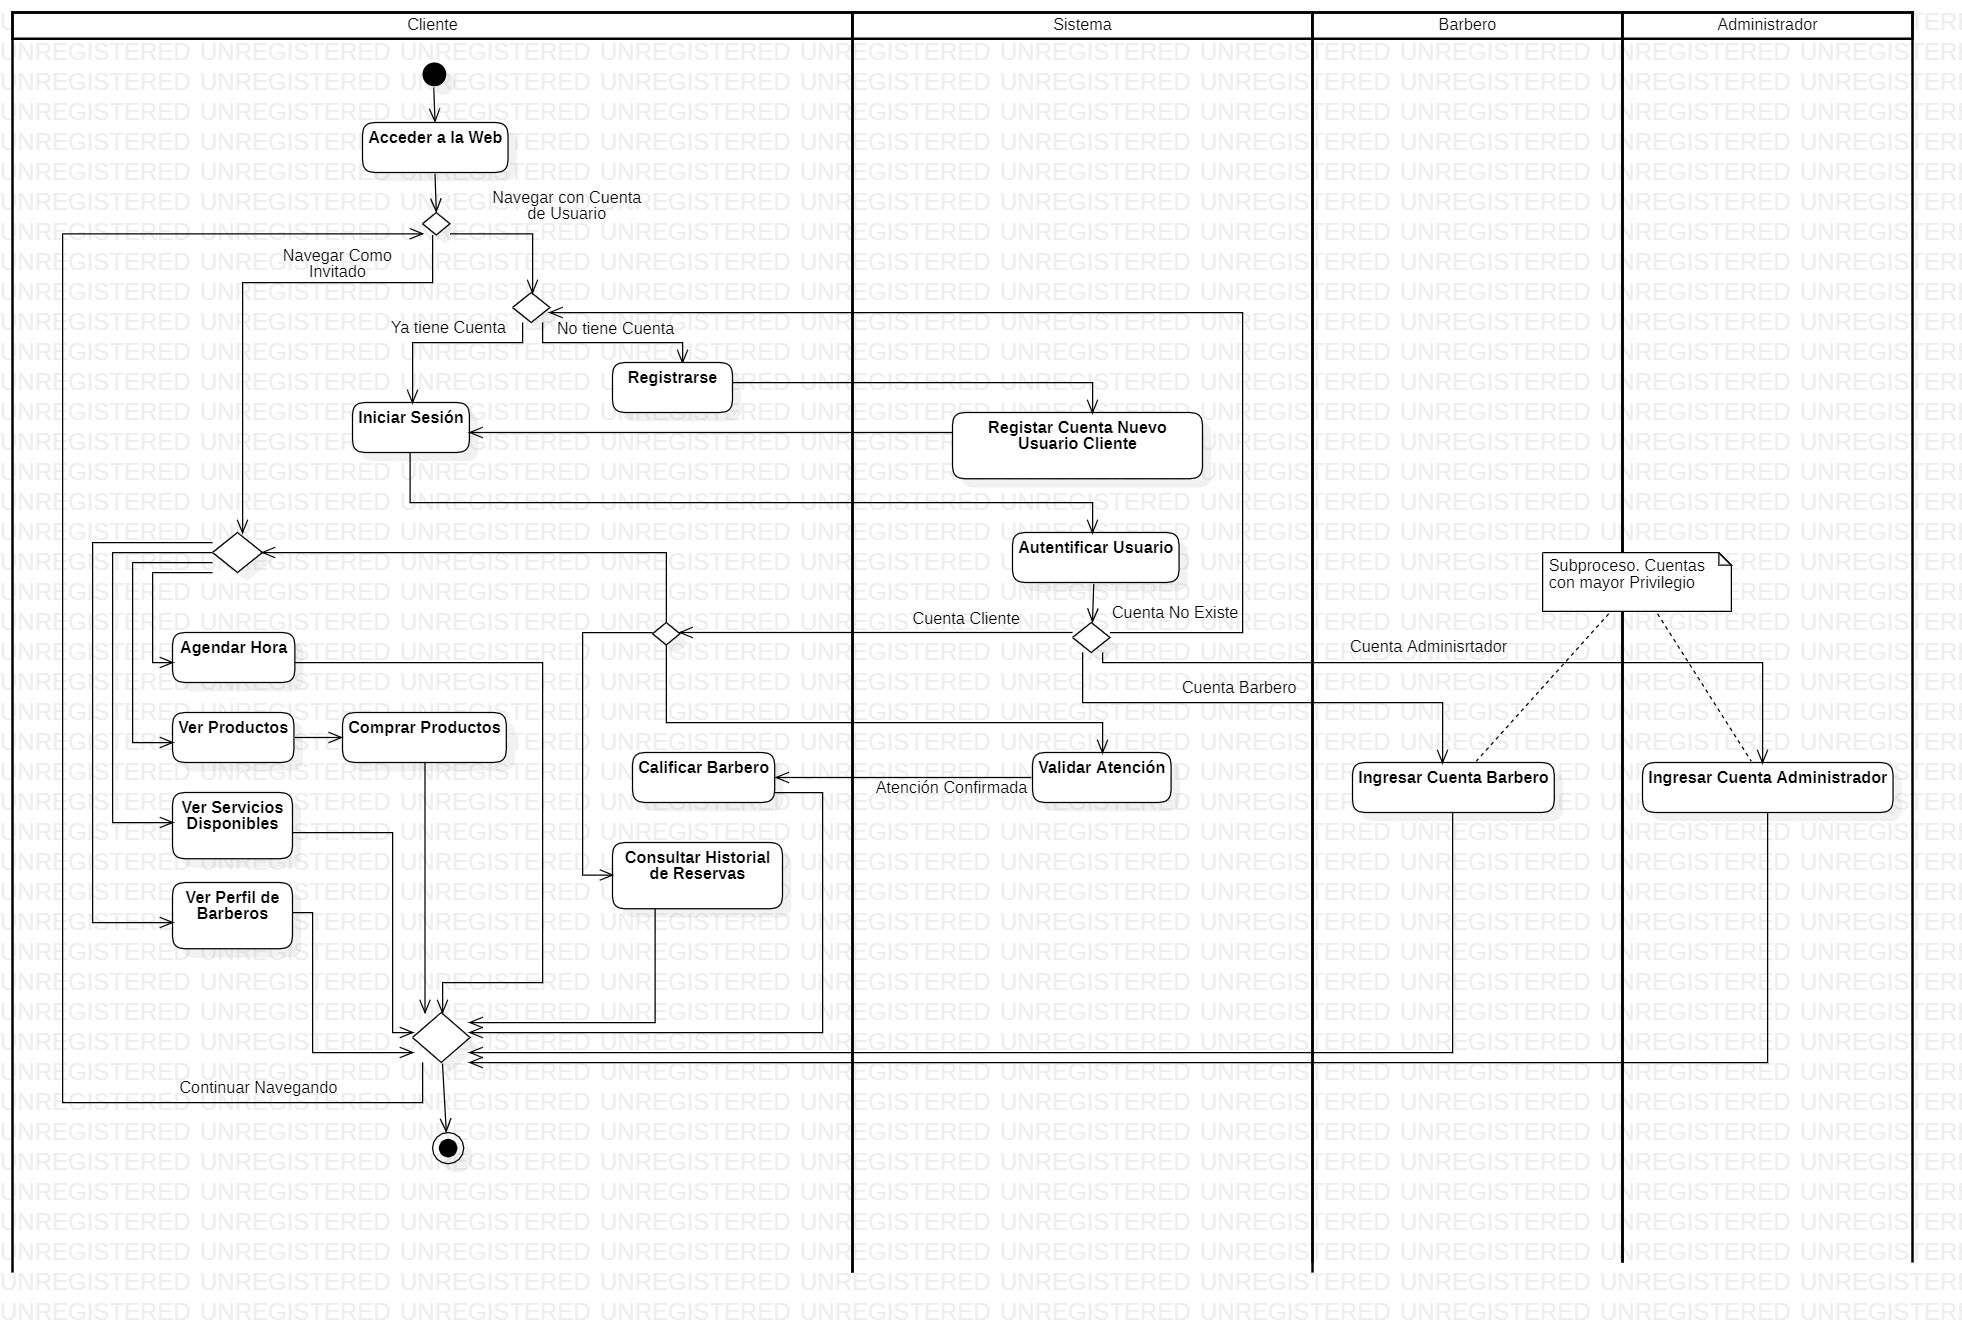 Cliente
Sistema
Barbero
Administrador
Acceder a la Web
Navegar con Cuenta
de Usuario
Navegar Como
Invitado
Ya tiene Cuenta
No tiene Cuenta
Registrarse
Iniciar Sesión
Registar Cuenta Nuevo
Usuario Cliente
Autentificar Usuario
Subproceso. Cuentas
con mayor Privilegio
Cuenta Cliente
Cuenta No Existe
Agendar Hora
Cuenta Adminisrtador
Cuenta Barbero
Ver Productos
Comprar Productos
Calificar Barbero
Validar Atención
Atención Confirmada
Ingresar Cuenta Barbero
Ingresar Cuenta Administrador
Ver Servicios
Disponibles
Consultar Historial
de Reservas
Ver Perfil de
Barberos
Continuar Navegando
UNREGISTERED